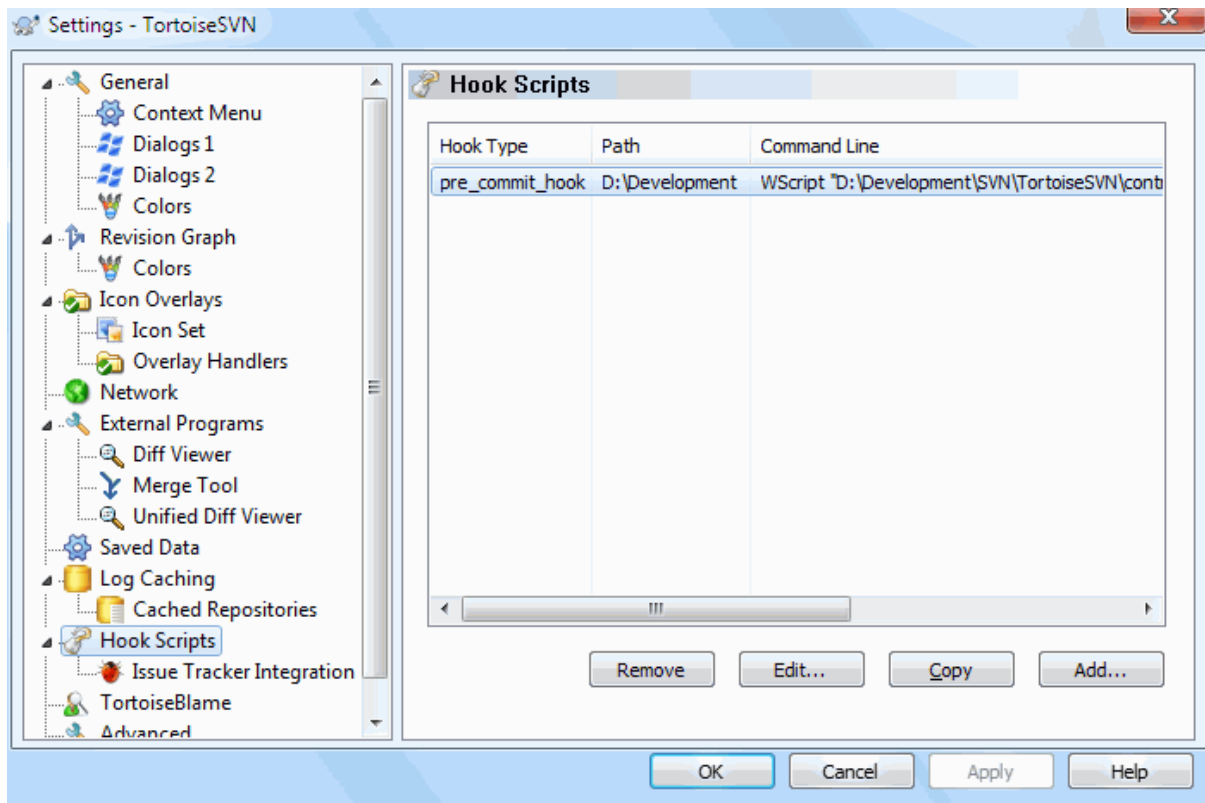 Settings - TortoiseSVN
General
Context Menu
Dialogs 1
Dialogs 2
Colors
Revision Graph
Colors
Icon Overlays
Icon Set
Overlay Handlers
Network
External Programs
Diff Viewer
Merge Tool
Unified Diff Viewer
Saved Data
Log Caching
Cached Repositories
Hook Scripts
Issue Tracker Integration
TortoiseBlame
Advanced
Hook Scripts
Hook Type Path Command Line
pre_commit_hook D:\Development WScript "D:\Development\SVN\TortoiseSVN\contr
Remove Edit... Copy Add...
OK Cancel Apply Help